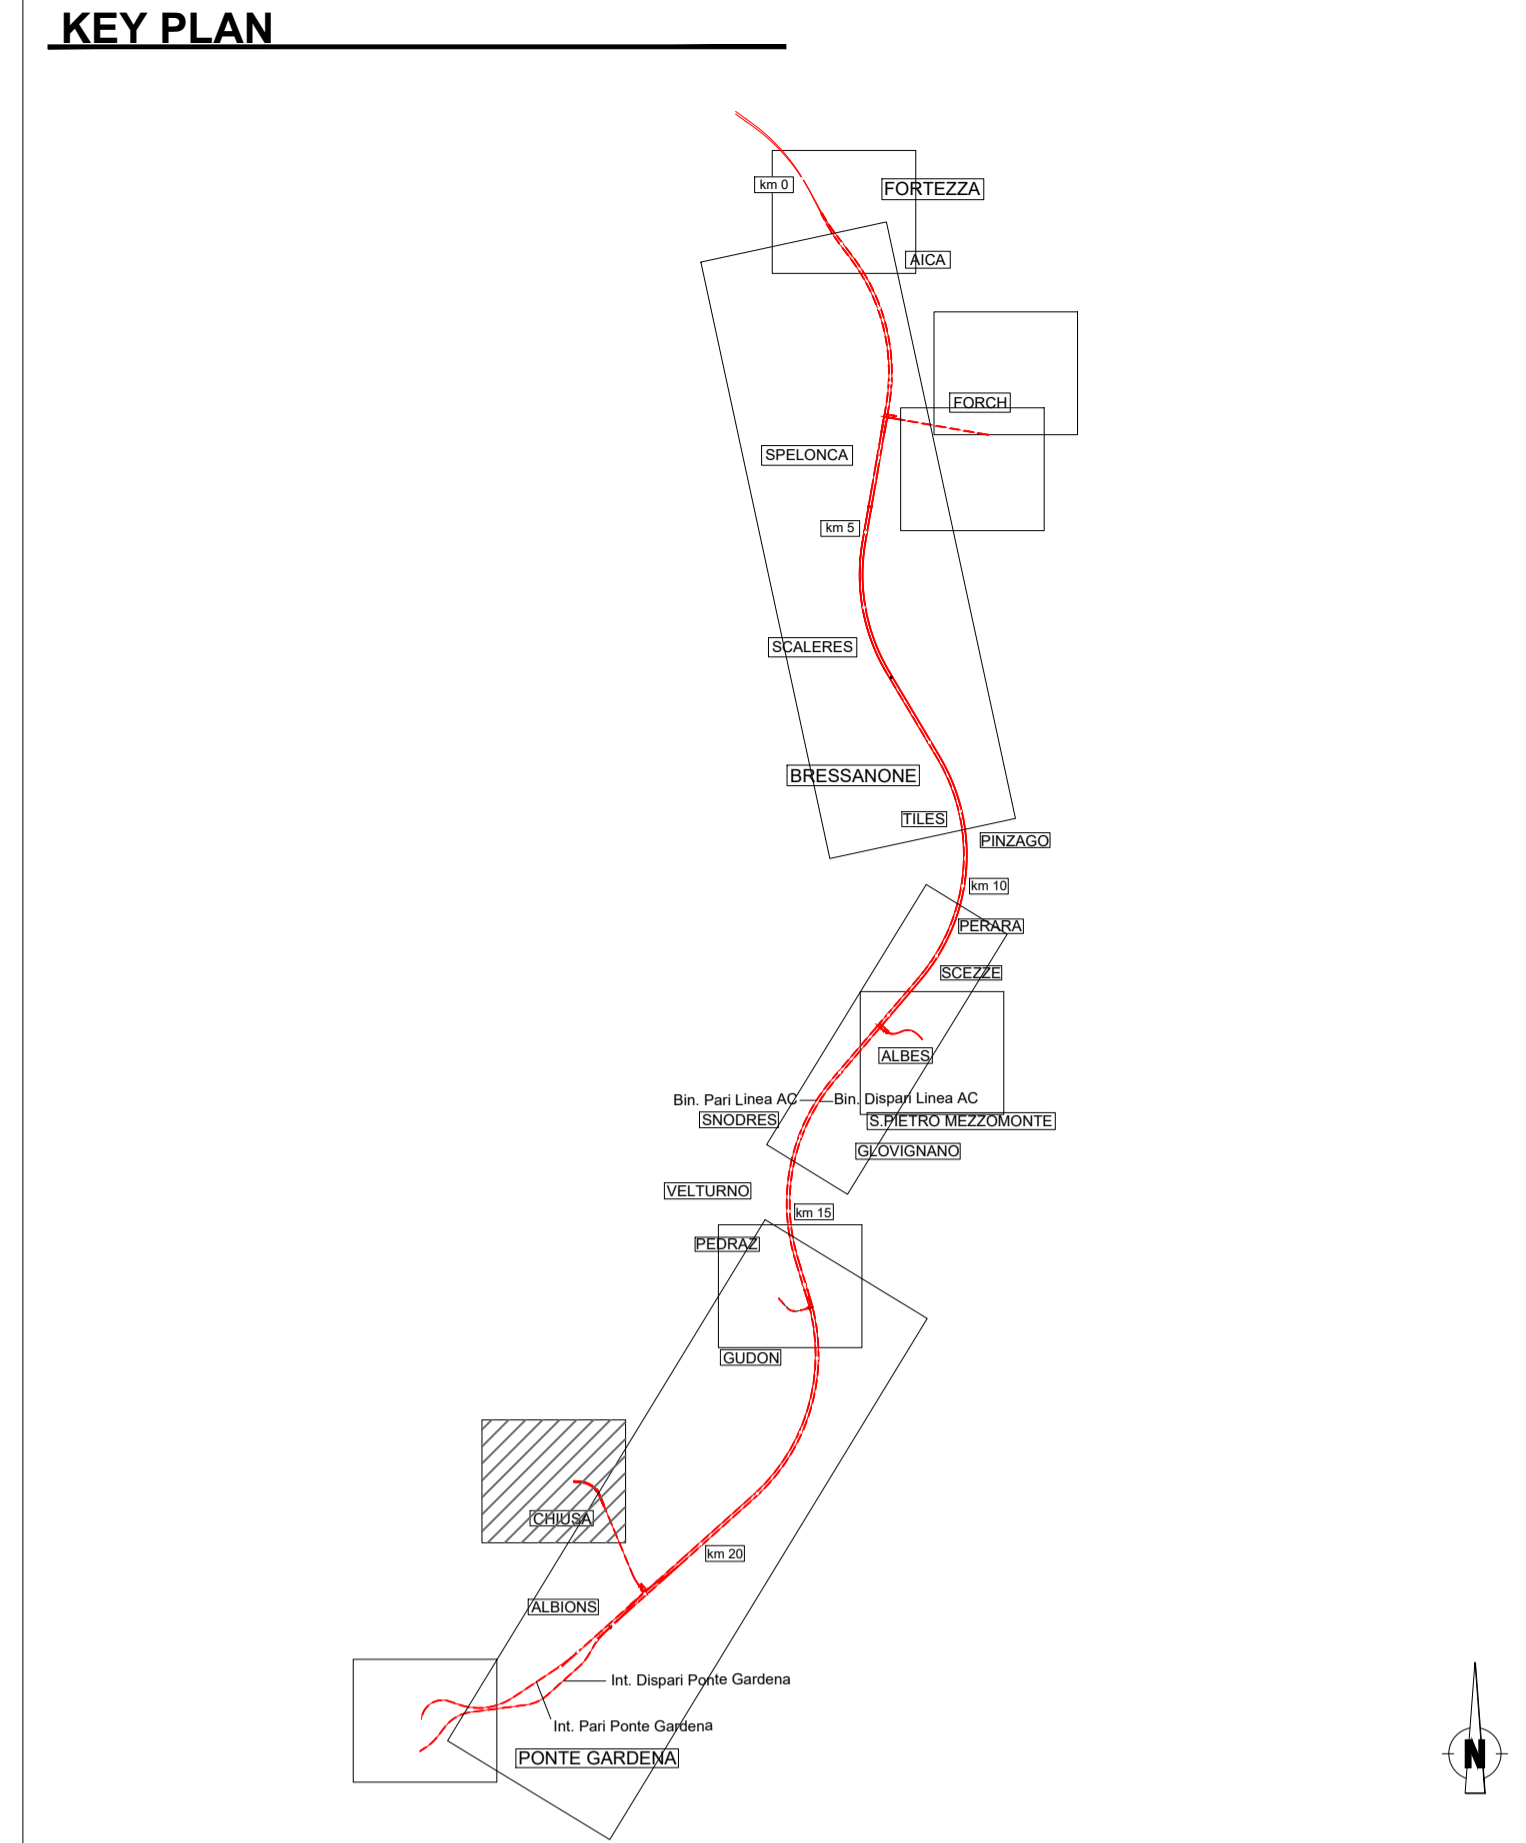 KEY PLAN
km 0
FORTEZZA
AICA
FORCH
SPELONCA
km 5
SCALERES
BRESSANONE
TILES
PINZAGO
km 10
PERARA
SCEZZE
ALBES
Bin. Pari Linea AC
Bin. Dispari Linea AC
SNODRES
S.PIETRO MEZZOMONTE
GLOVIGNANO
VELTURNO
km 15
PEDRAZ
GUDON
CHIUSA
km 20
ALBIONS
Int. Dispari Ponte Gardena
Int. Pari Ponte Gardena
PONTE GARDENA
N